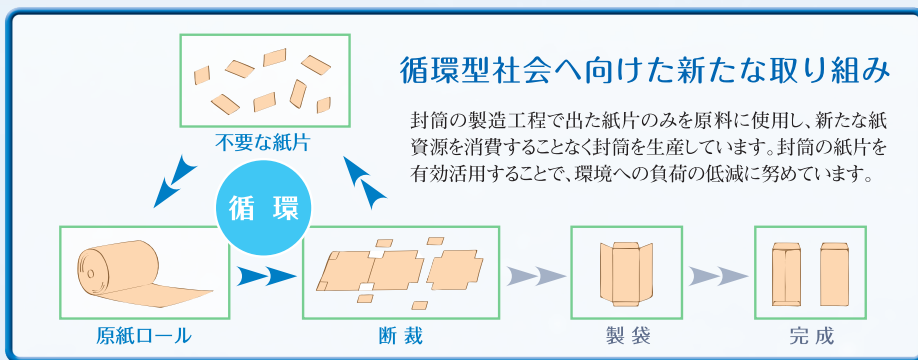 循環型社会へ向けた新たな取り組み
封筒の製造工程で出た紙片のみを原料に使用し、新たな紙
資源を消費することなく封筒を生産しています。封筒の紙片を
有効活用することで、環境への負荷の低減に努めています。
不要な紙片
循環
原紙ロール
断裁
製袋
完成